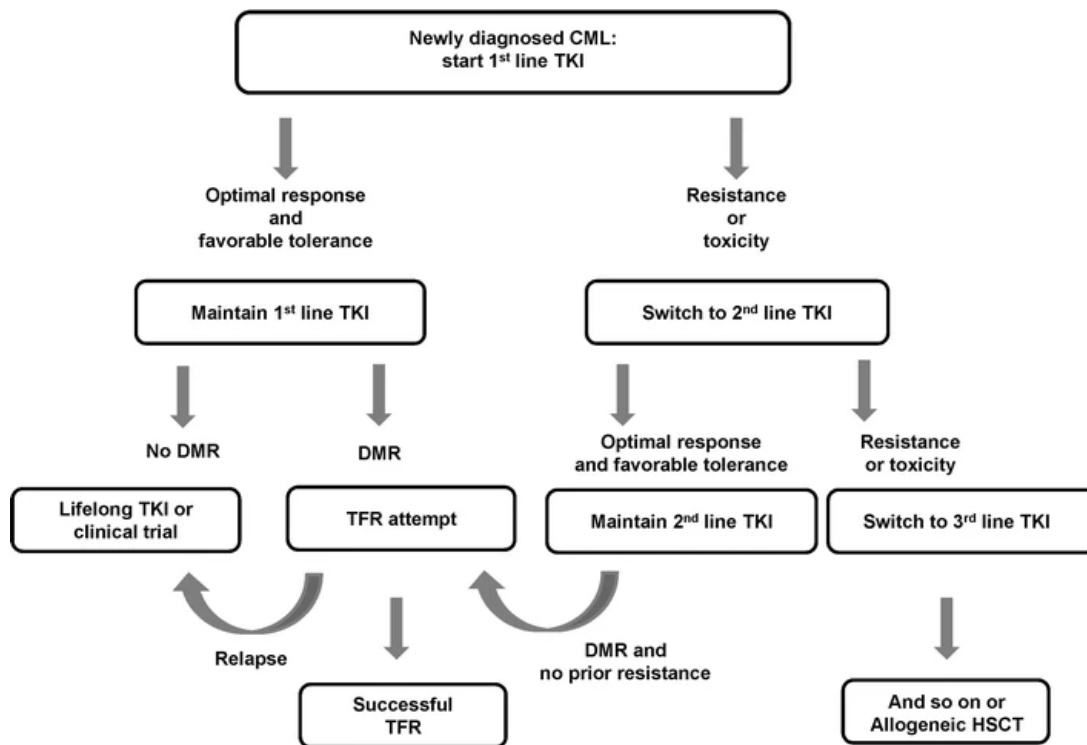 Newly diagnosed CML:
start 1st line TKI
Optimal response
and
favorable tolerance
Resistance
or
toxicity
Maintain 1st line TKI
Switch to 2nd line TKI
No DMR
DMR
Optimal response
and favorable tolerance
Resistance
or toxicity
Lifelong TKI or
clinical trial
TFR attempt
Maintain 2nd line TKI
Switch to 3rd line TKI
Relapse
DMR and
no prior resistance
Successful
TFR
And so on or
Allogeneic HSCT